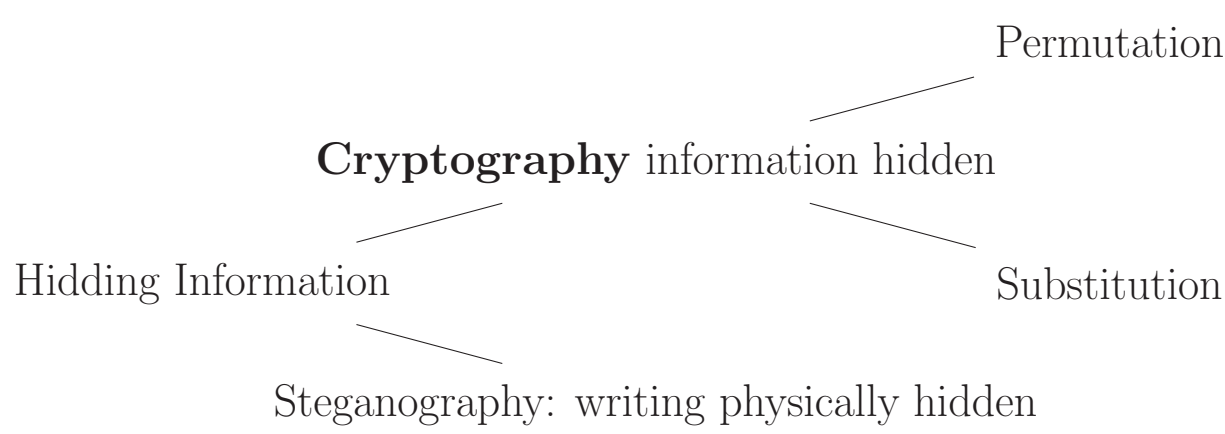 Permutation
Cryptography information hidden
Hidding Information
Substitution
Steganography: writing physically hidden